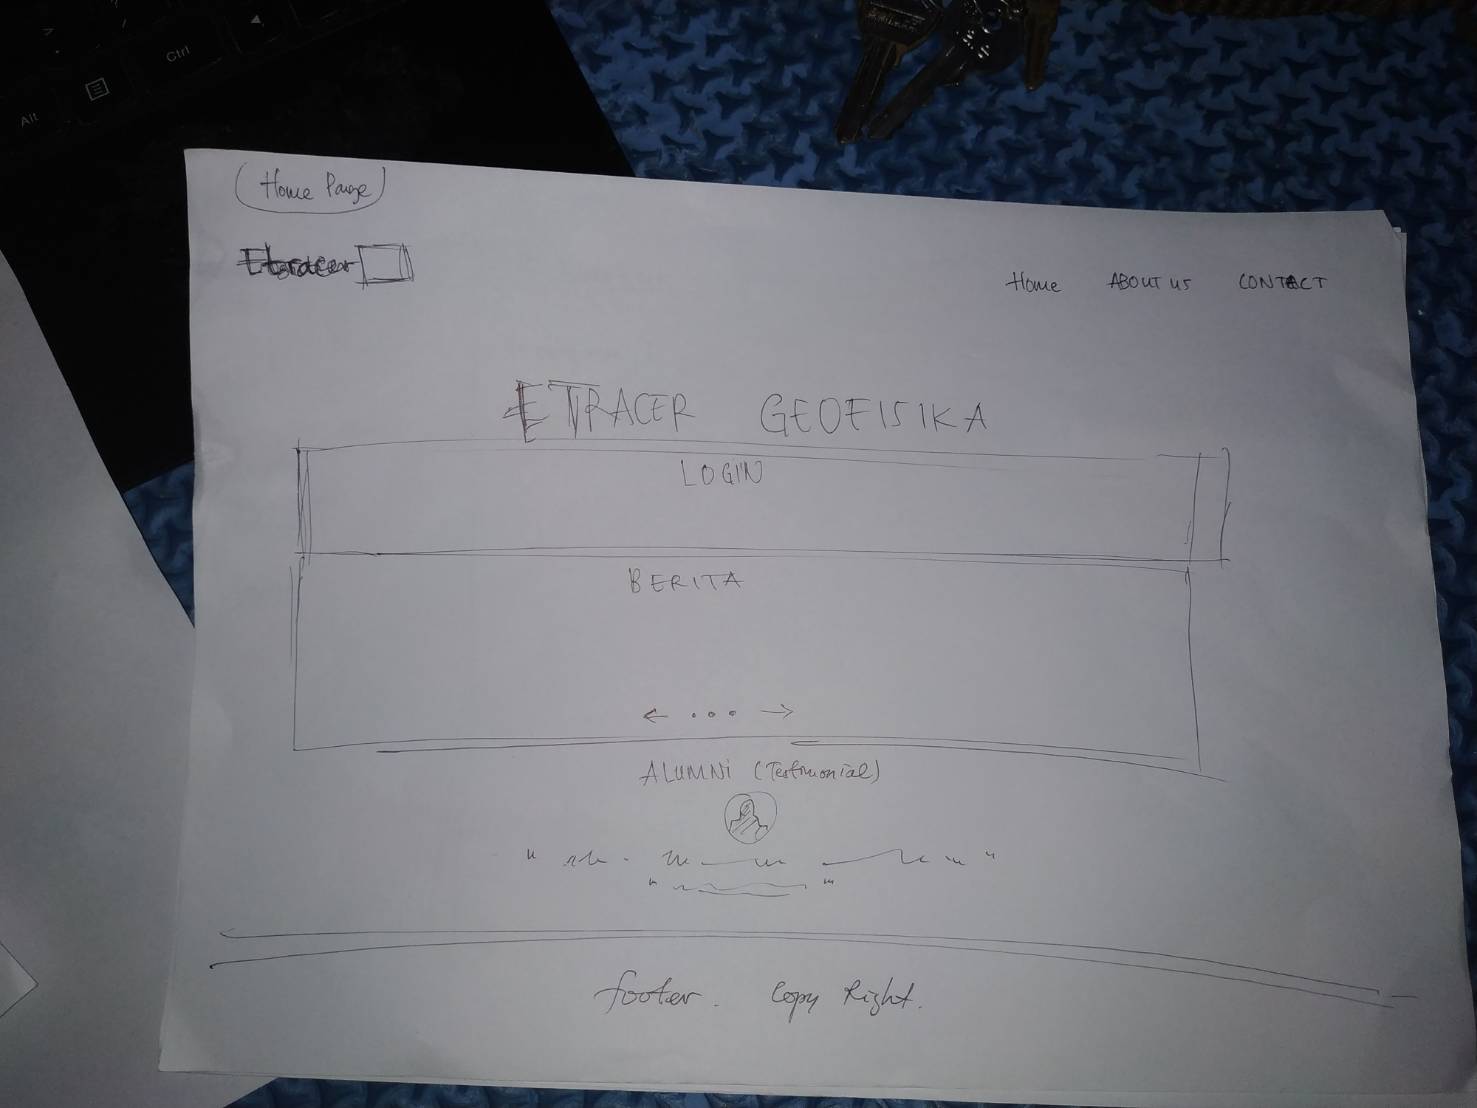 Alt
Ctrl
Home Page
Etracer
Home ABOUT US CONTACT
ETRACER GEOFISIKA
LOGIN
BERITA
← ... →
ALUMNi (Testimonial)
footer. Copy Right.